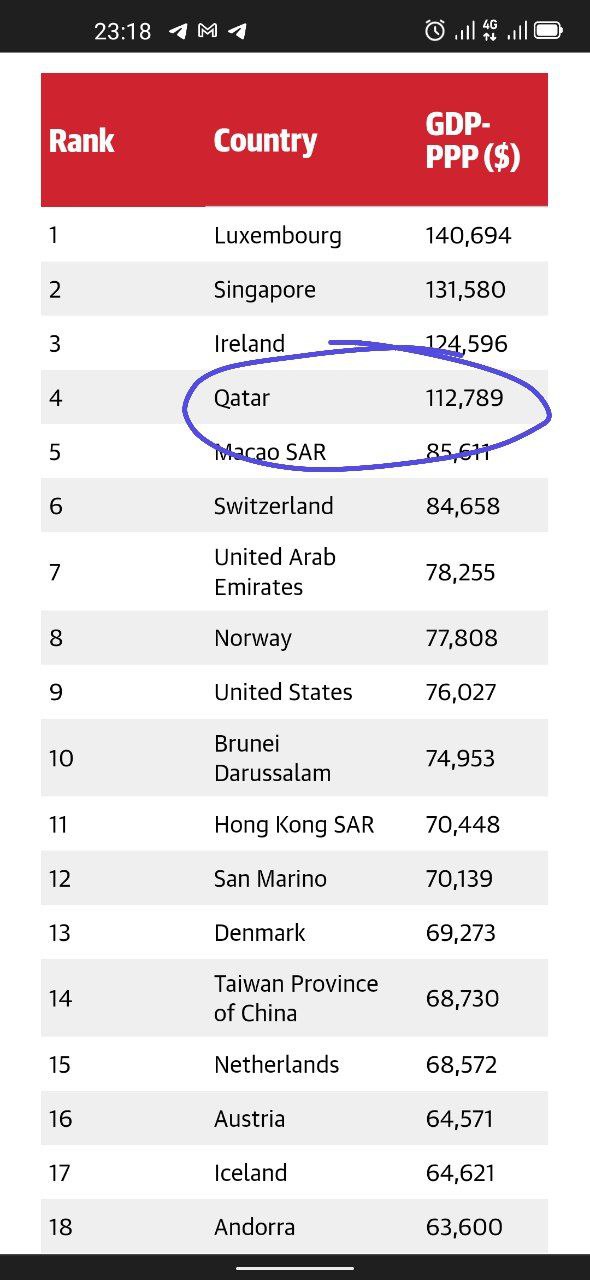 23:18
4G
Rank Country GDP-
PPP ($)
1 Luxembourg 140,694
2 Singapore 131,580
3 Ireland 124,596
4 Qatar 112,789
5 Macao SAR 85,611
6 Switzerland 84,658
7 United Arab
Emirates 78,255
8 Norway 77,808
9 United States 76,027
10 Brunei
Darussalam 74,953
11 Hong Kong SAR 70,448
12 San Marino 70,139
13 Denmark 69,273
14 Taiwan Province
of China 68,730
15 Netherlands 68,572
16 Austria 64,571
17 Iceland 64,621
18 Andorra 63,600